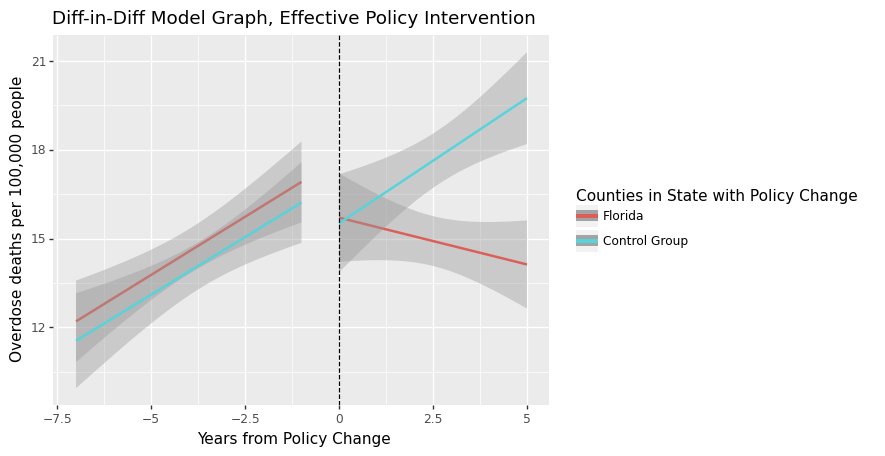 Diff-in-Diff Model Graph, Effective Policy Intervention
Overdose deaths per 100,000 people
21
18
15
12
−7.5
−5
−2.5
0
2.5
5
Years from Policy Change
Counties in State with Policy Change
Florida
Control Group